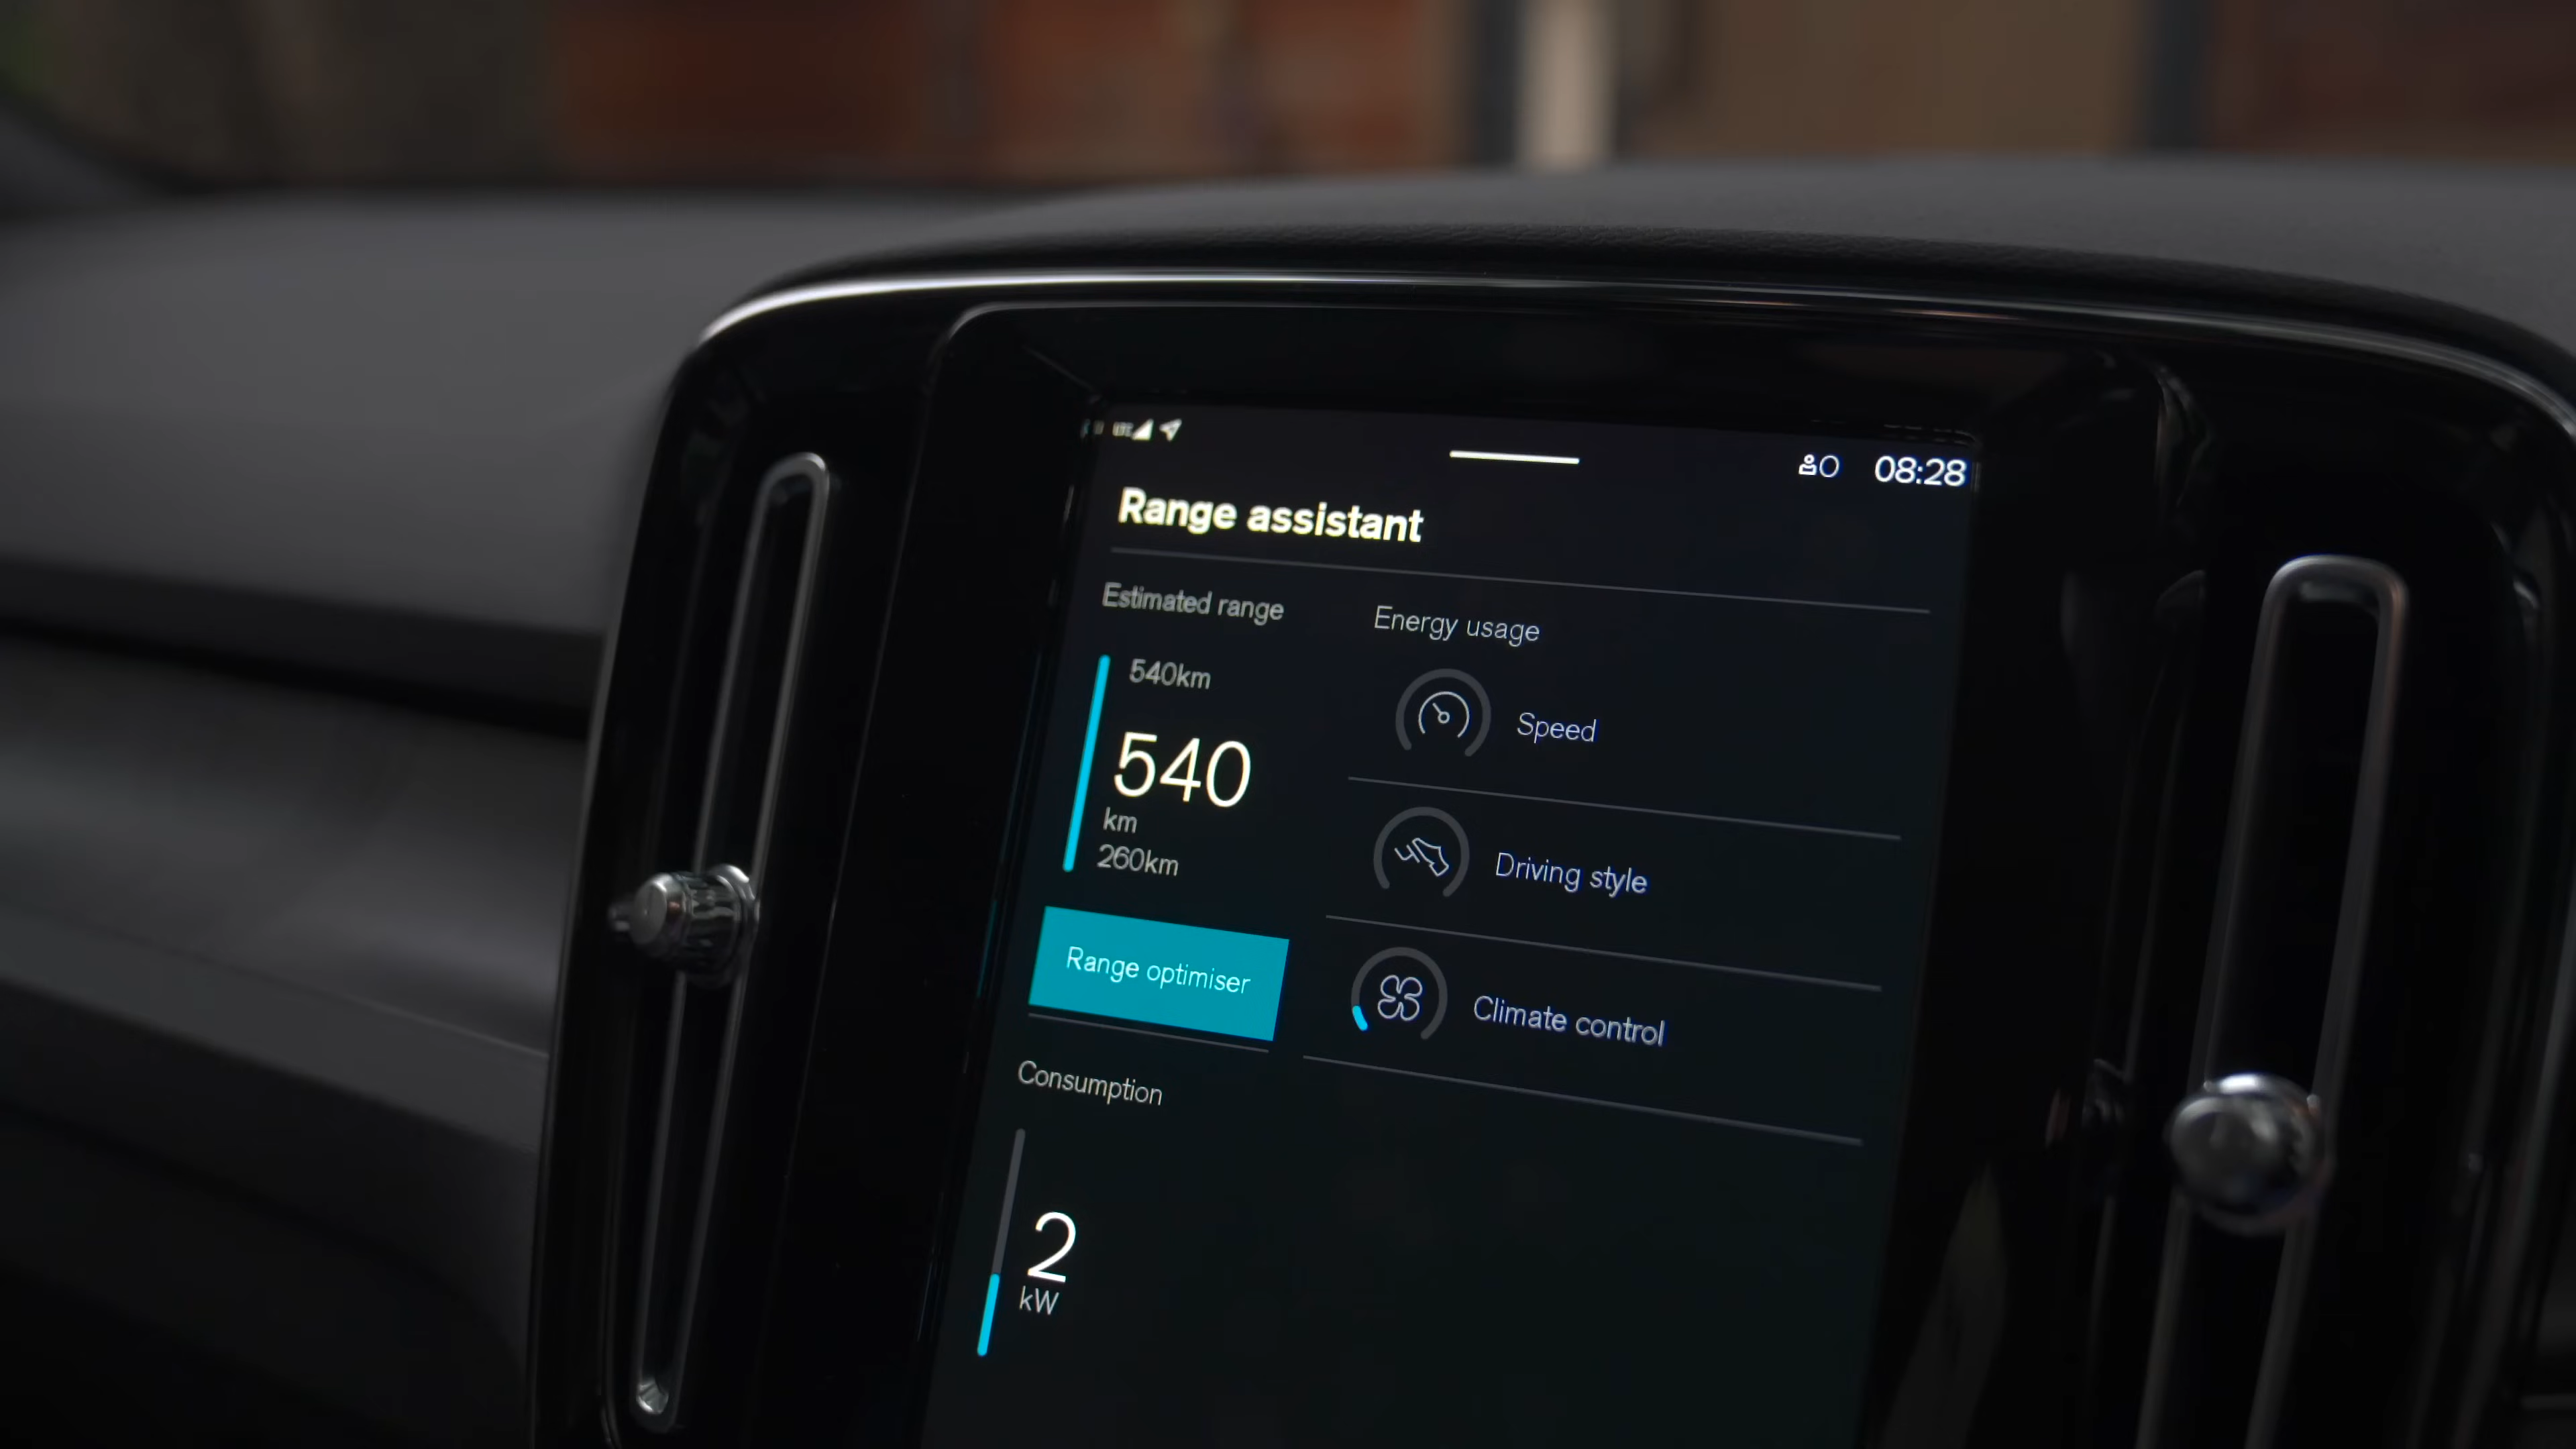 08:28
Range assistant
Estimated range
540km
540
km
260km
Range optimiser
Consumption
2
kW
Energy usage
Speed
Driving style
Climate control